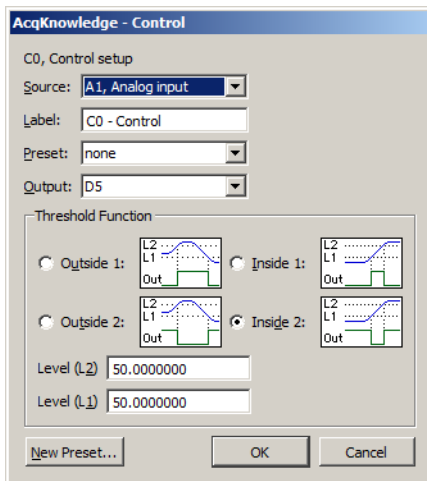 AcqKnowledge - Control
C0, Control setup
Source: A1, Analog input
Label: C0 - Control
Preset: none
Output: D5
Threshold Function
Outside 1: L2 L1 Out Inside 1: L2 L1 Out
Outside 2: L2 L1 Out Inside 2: L2 L1 Out
Level (L2) 50.0000000
Level (L1) 50.0000000
New Preset... OK Cancel